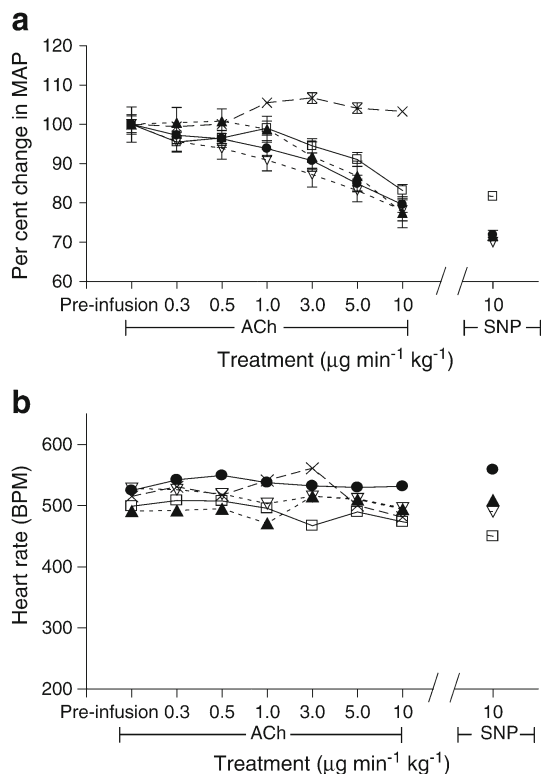 a
Per cent change in MAP
120
110
100
90
80
70
60
Pre-infusion 0.3 0.5 1.0 3.0 5.0 10 10
ACh SNP
Treatment (µg min⁻¹ kg⁻¹)
b
Heart rate (BPM)
600
500
400
300
200
Pre-infusion 0.3 0.5 1.0 3.0 5.0 10 10
ACh SNP
Treatment (µg min⁻¹ kg⁻¹)